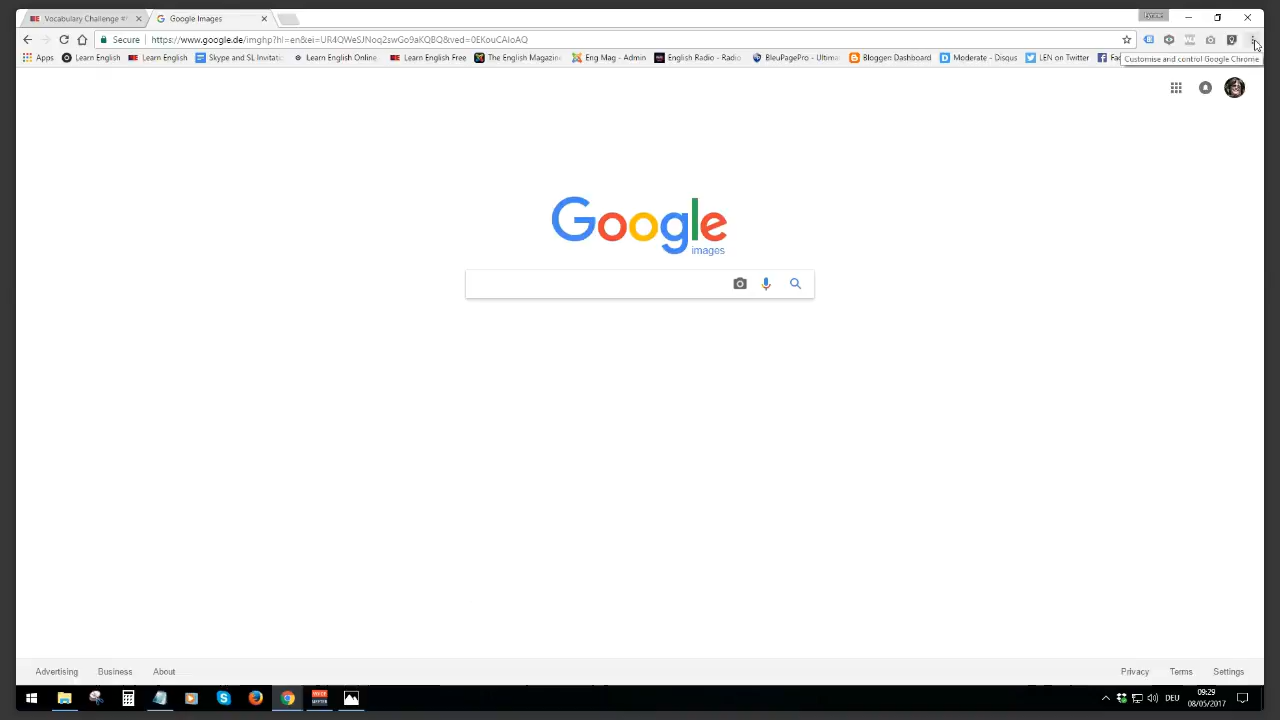 Vocabulary Challenge #
Google Images
Lynne
Secure
https://www.google.de/imghp?hl=en&ei=UR4QWeSJNoq2swGo9aKQBQ&ved=0EKouCAIoAQ
Apps
Learn English
Learn English
Skype and SL Invitatio
Learn English Online
Learn English Free
The English Magazine
Eng Mag - Admin
English Radio - Radio
BleuPagePro - Ultima
Bloggen Dashboard
Moderate - Disqus
LEN on Twitter
Customise and control Google Chrome
Google
images
Advertising
Business
About
Privacy
Terms
Settings
DEU
09:29
08/05/2017